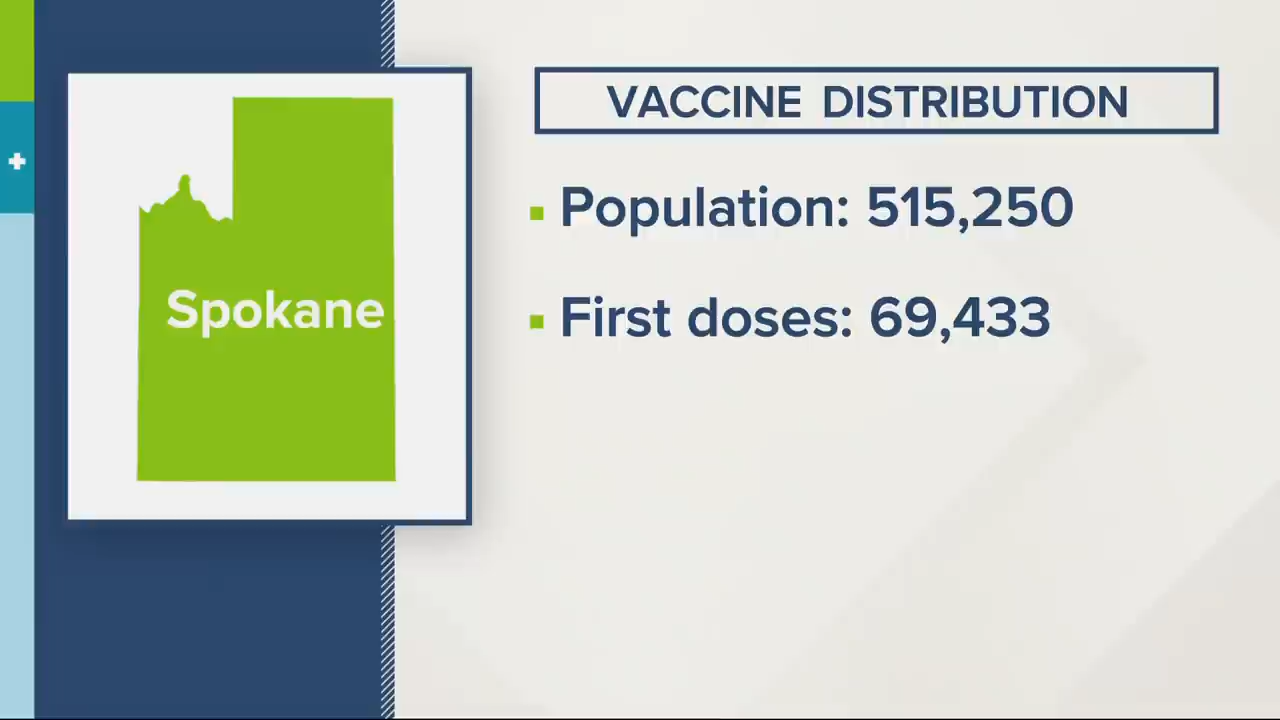 VACCINE DISTRIBUTION
Spokane
Population: 515,250
First doses: 69,433